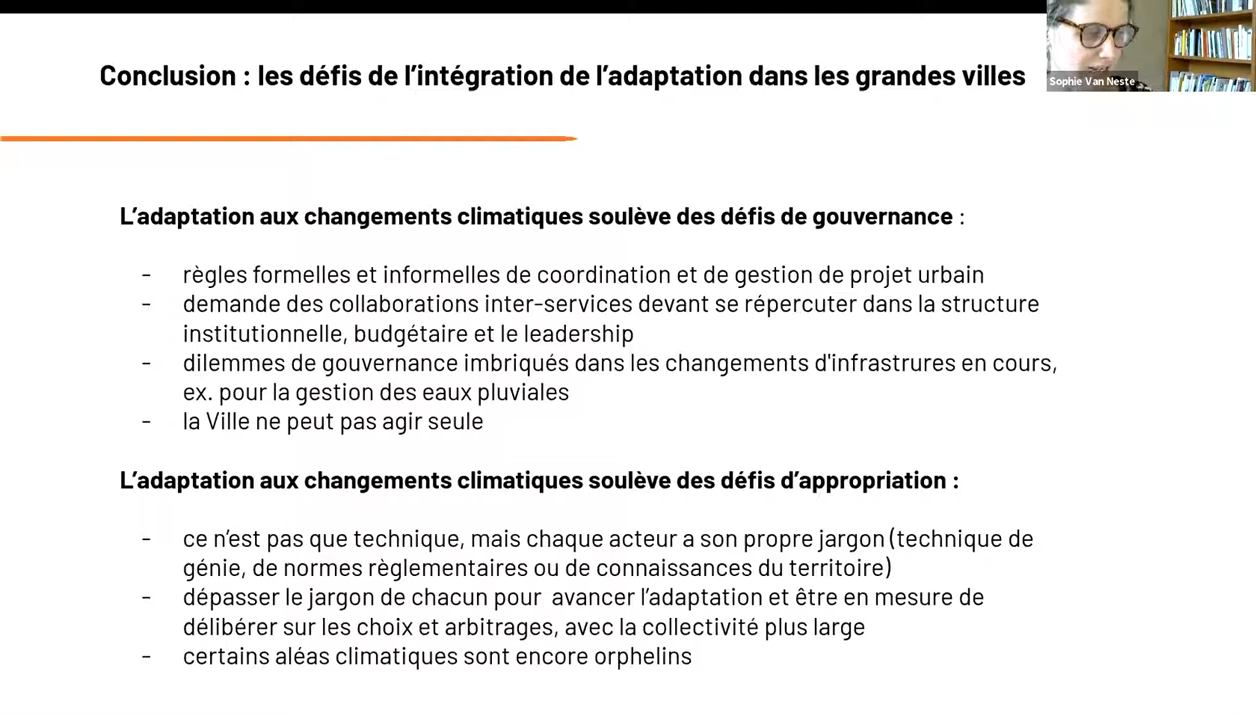 Conclusion : les défis de l'intégration de l'adaptation dans les grandes villes
Sophie Van Neste
L'adaptation aux changements climatiques soulève des défis de gouvernance :
- règles formelles et informelles de coordination et de gestion de projet urbain
- demande des collaborations inter-services devant se répercuter dans la structure
institutionnelle, budgétaire et le leadership
- dilemmes de gouvernance imbriqués dans les changements d'infrastrures en cours,
ex. pour la gestion des eaux pluviales
- la Ville ne peut pas agir seule
L'adaptation aux changements climatiques soulève des défis d'appropriation :
- ce n'est pas que technique, mais chaque acteur a son propre jargon (technique de
génie, de normes règlementaires ou de connaissances du territoire)
- dépasser le jargon de chacun pour  avancer l'adaptation et être en mesure de
délibérer sur les choix et arbitrages, avec la collectivité plus large
- certains aléas climatiques sont encore orphelins